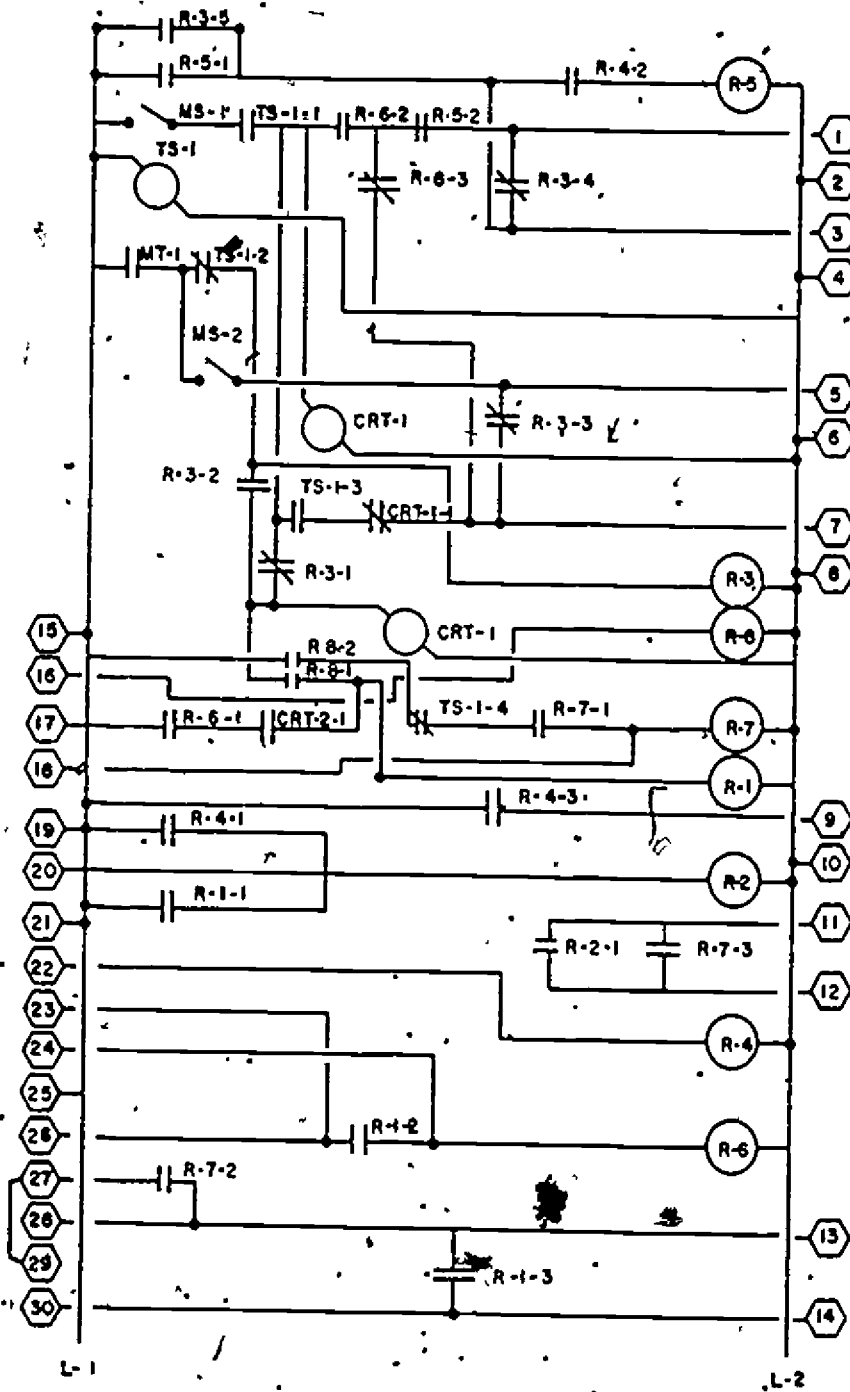 R-3-5
R-5-1
R-4-2
R-5
MS-1
TS-1-1
R-6-2
R-5-2
1
TS-1
R-6-3
R-3-4
2
3
MT-1
TS-1-2
4
MS-2
5
CRT-1
R-3-3
6
R-3-2
TS-1-3
CRT-1-1
7
R-3-1
R-3
8
15
CRT-1
R-6
R 8-2
16
R-8-1
17
R-6-1
CRT-2-1
TS-1-4
R-7-1
R-7
18
R-1
R-4-3
9
19
R-4-1
10
20
R-2
R-1-1
21
11
R-2-1
R-7-3
22
12
23
R-4
24
25
R-1-2
26
R-6
27
R-7-2
28
13
29
R-1-3
30
14
L-1
L-2